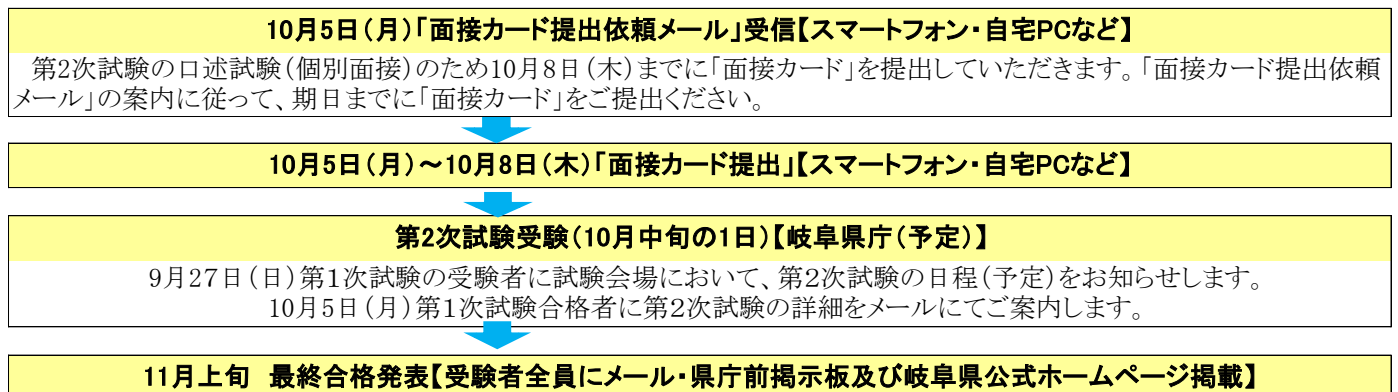 10月5日(月)「面接カード提出依頼メール」受信【スマートフォン・自宅PCなど】
第2次試験の口述試験(個別面接)のため10月8日(木)までに「面接カード」を提出していただきます。「面接カード提出依頼
メール」の案内に従って、期日までに「面接カード」をご提出ください。
10月5日(月)～10月8日(木)「面接カード提出」【スマートフォン・自宅PCなど】
第2次試験受験(10月中旬の1日)【岐阜県庁(予定)】
9月27日(日)第1次試験の受験者に試験会場において、第2次試験の日程(予定)をお知らせします。
10月5日(月)第1次試験合格者に第2次試験の詳細をメールにてご案内します。
11月上旬　最終合格発表【受験者全員にメール・県庁前掲示板及び岐阜県公式ホームページ掲載】